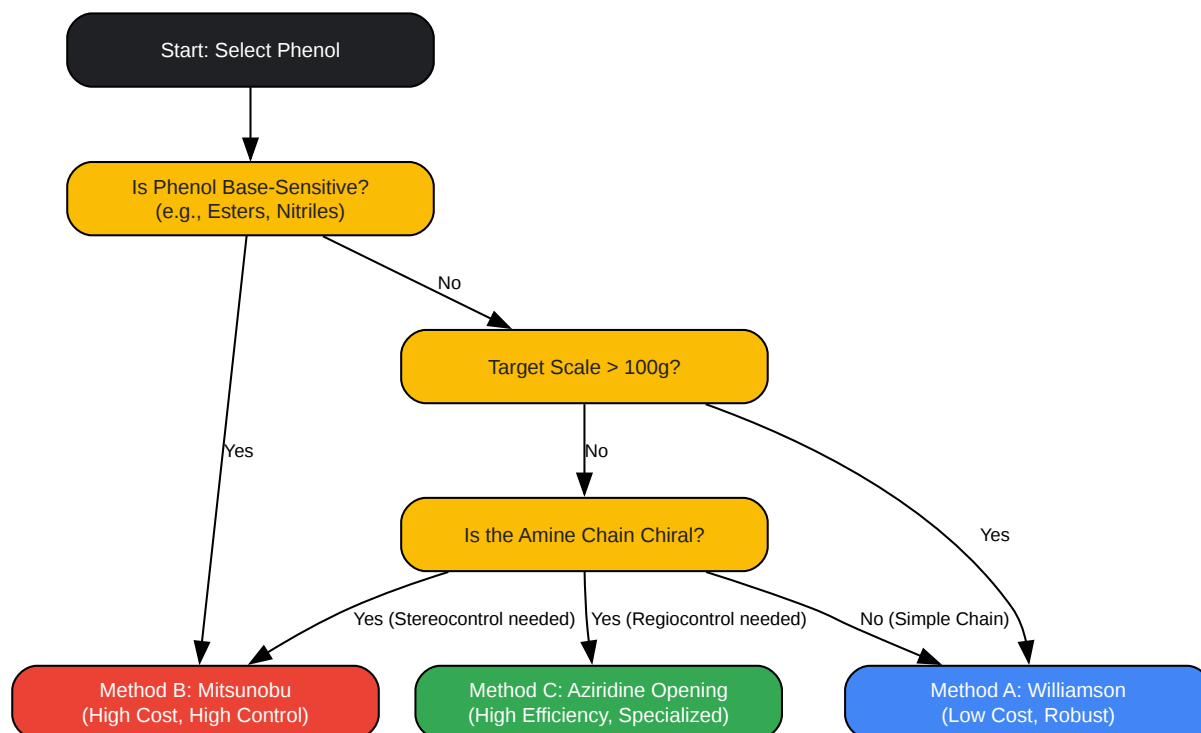 Start: Select Phenol
Is Phenol Base-Sensitive?
(e.g., Esters, Nitriles)
No
Target Scale > 100g?
Yes
No
Is the Amine Chain Chiral?
Yes
Yes (Stereocontrol needed)
Yes (Regiocontrol needed)
No (Simple Chain)
Method B: Mitsunobu
(High Cost, High Control)
Method C: Aziridine Opening
(High Efficiency, Specialized)
Method A: Williamson
(Low Cost, Robust)